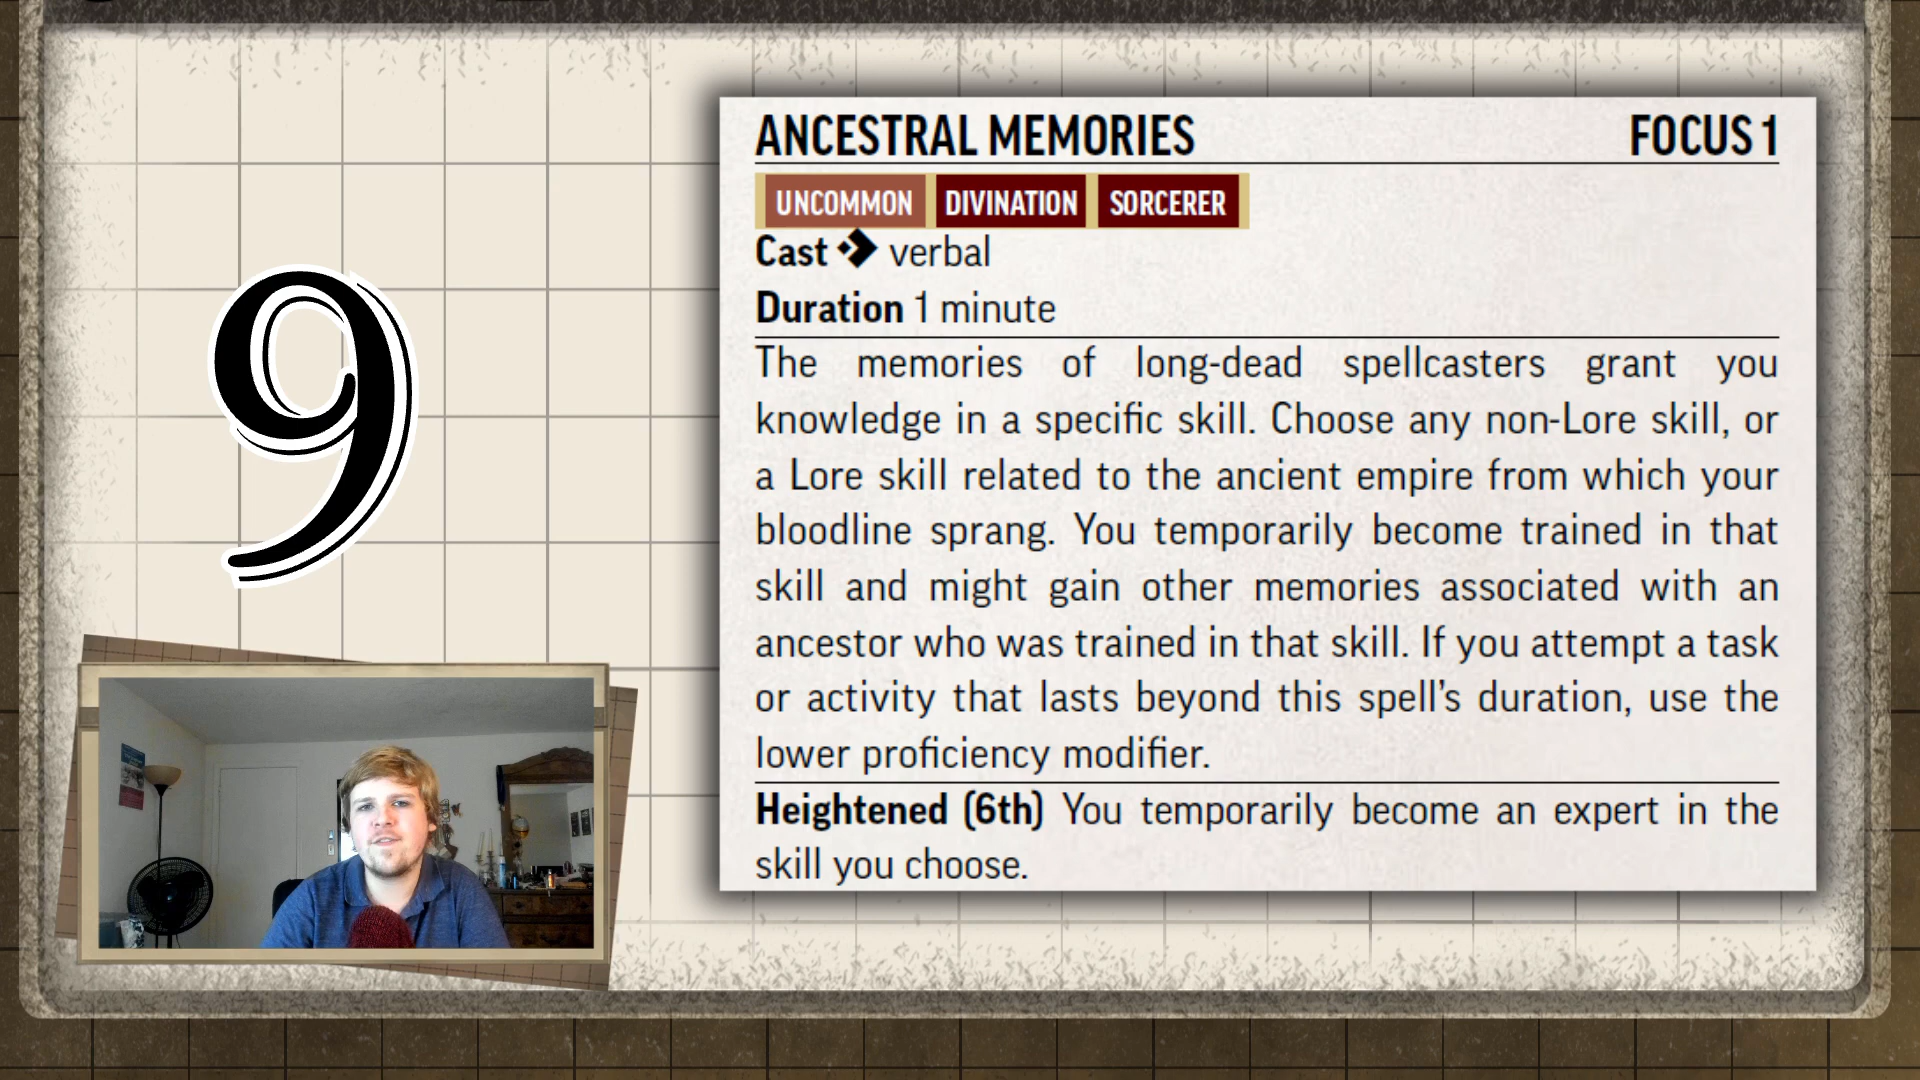 9
ANCESTRAL MEMORIES FOCUS 1
UNCOMMON DIVINATION SORCERER
Cast verbal
Duration 1 minute
The memories of long-dead spellcasters grant you
knowledge in a specific skill. Choose any non-Lore skill, or
a Lore skill related to the ancient empire from which your
bloodline sprang. You temporarily become trained in that
skill and might gain other memories associated with an
ancestor who was trained in that skill. If you attempt a task
or activity that lasts beyond this spell’s duration, use the
lower proficiency modifier.
Heightened (6th) You temporarily become an expert in the
skill you choose.